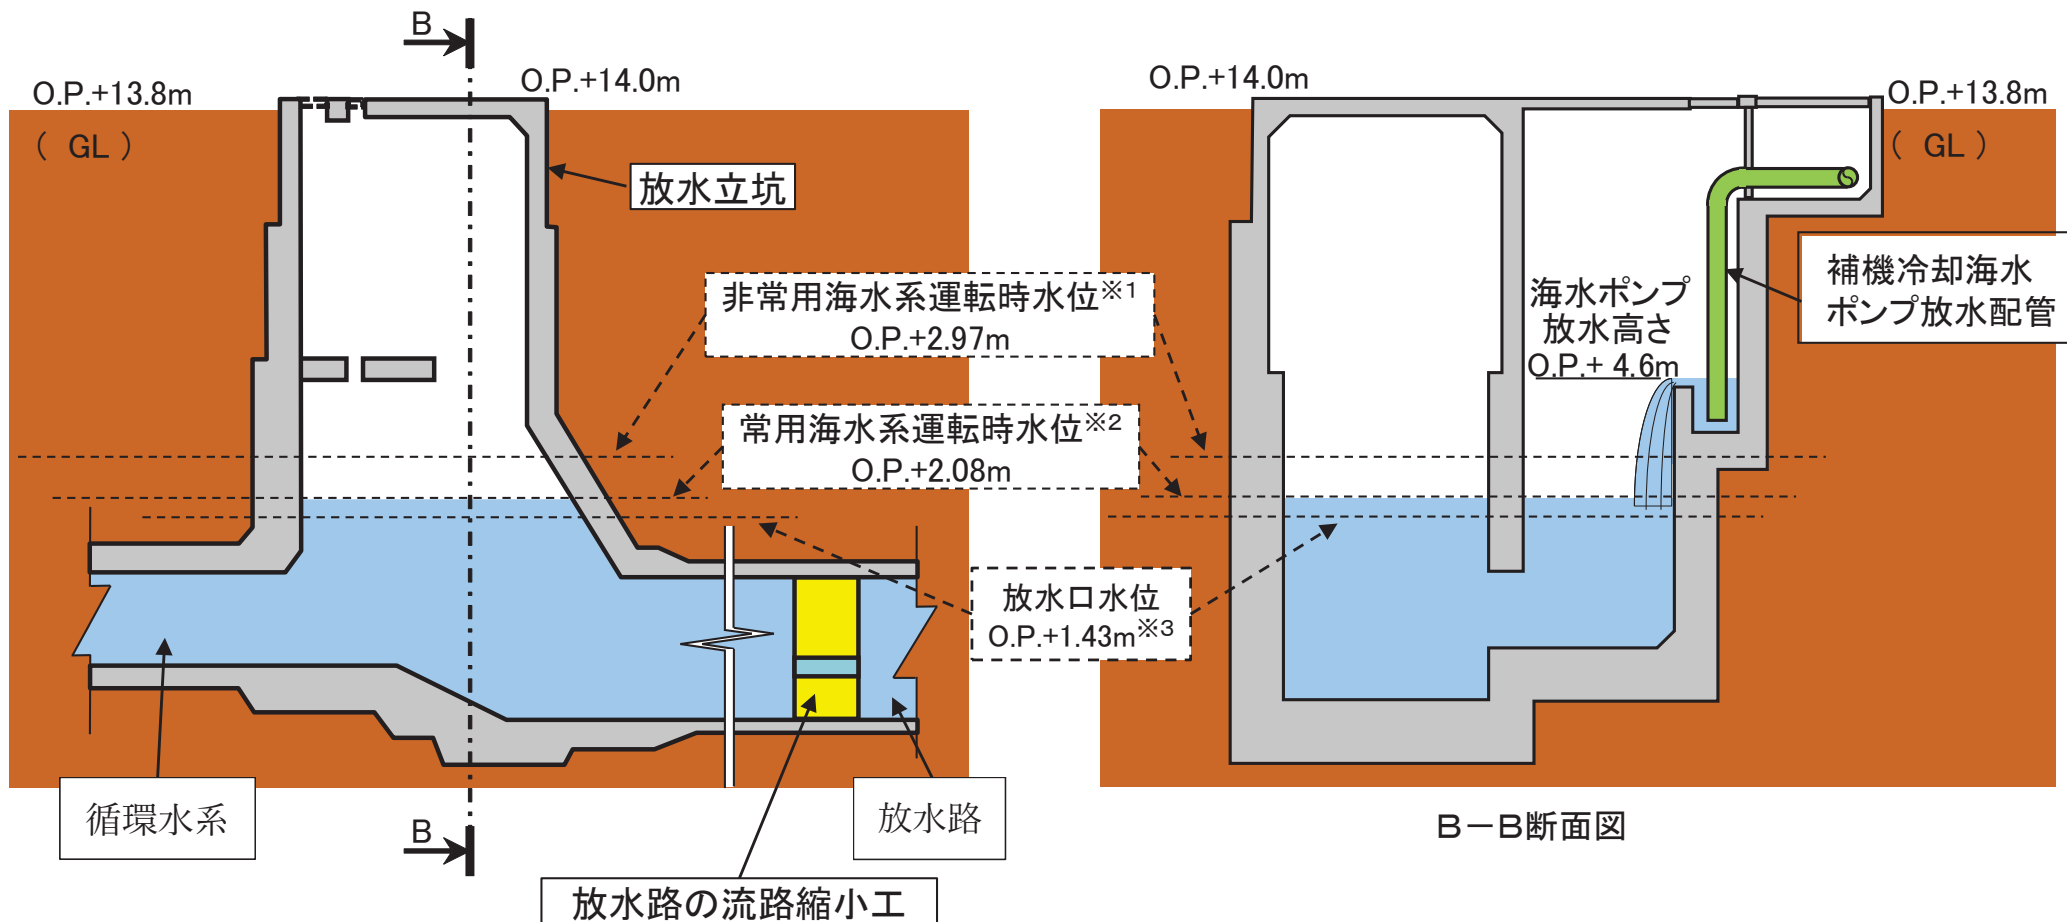 B
O.P.+13.8m
( GL )
O.P.+14.0m
放水立坑
非常用海水系運転時水位※1
O.P.+2.97m
常用海水系運転時水位※2
O.P.+2.08m
放水口水位
O.P.+1.43m※3
循環水系
B
放水路
放水路の流路縮小工
O.P.+14.0m
O.P.+13.8m
( GL )
海水ポンプ
放水高さ
O.P.+ 4.6m
補機冷却海水
ポンプ放水配管
B-B断面図